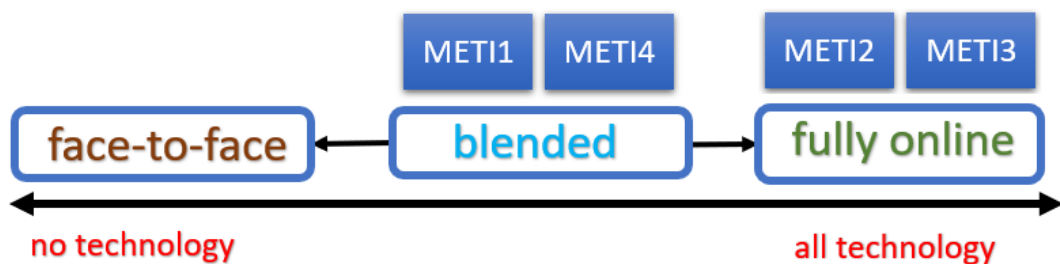 METI1 METI4 METI2 METI3
face-to-face blended fully online
no technology all technology